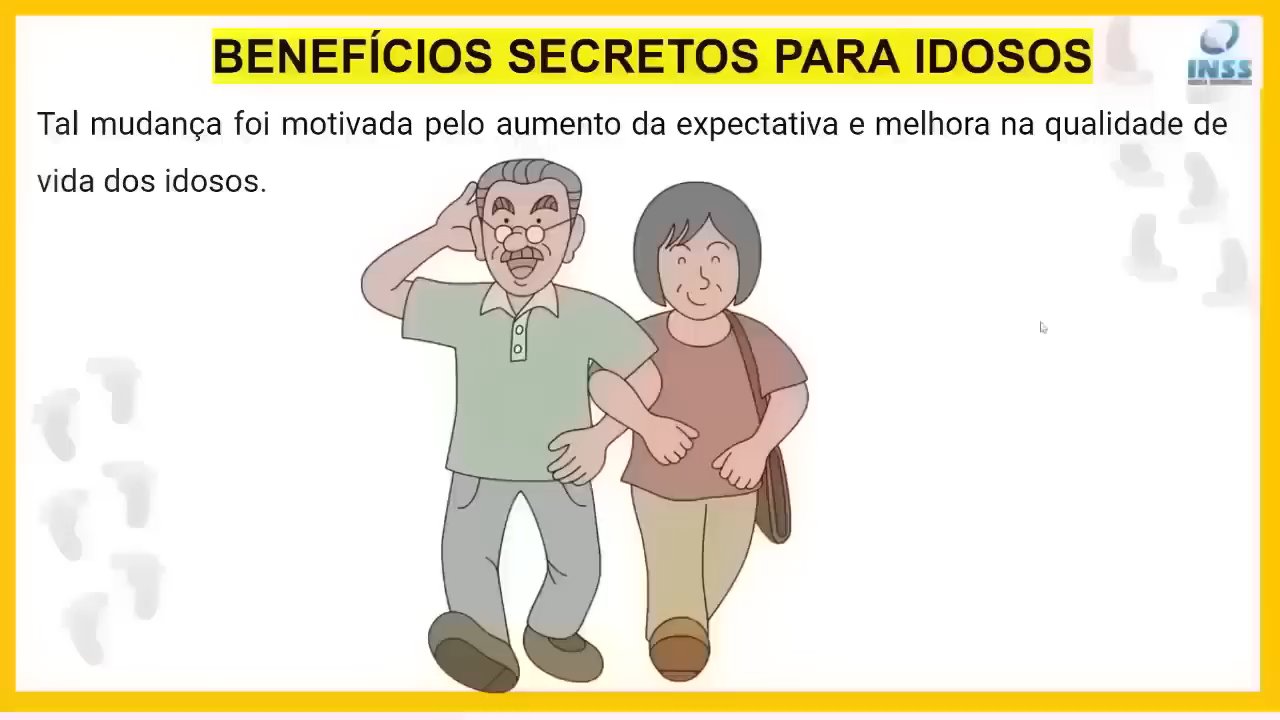 BENEFÍCIOS SECRETOS PARA IDOSOS
INSS
Tal mudança foi motivada pelo aumento da expectativa e melhora na qualidade de
vida dos idosos.